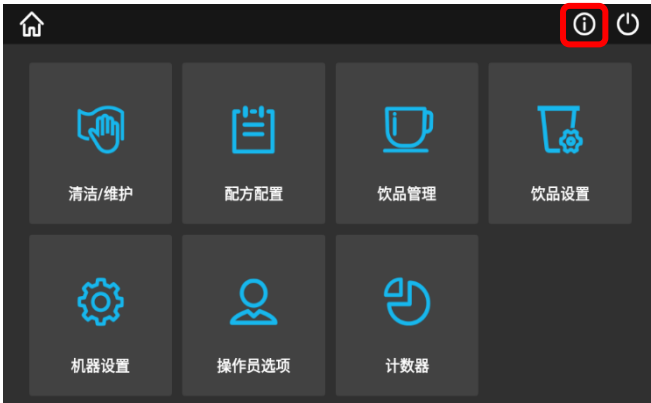 清洁/维护
配方配置
饮品管理
饮品设置
机器设置
操作员选项
计数器